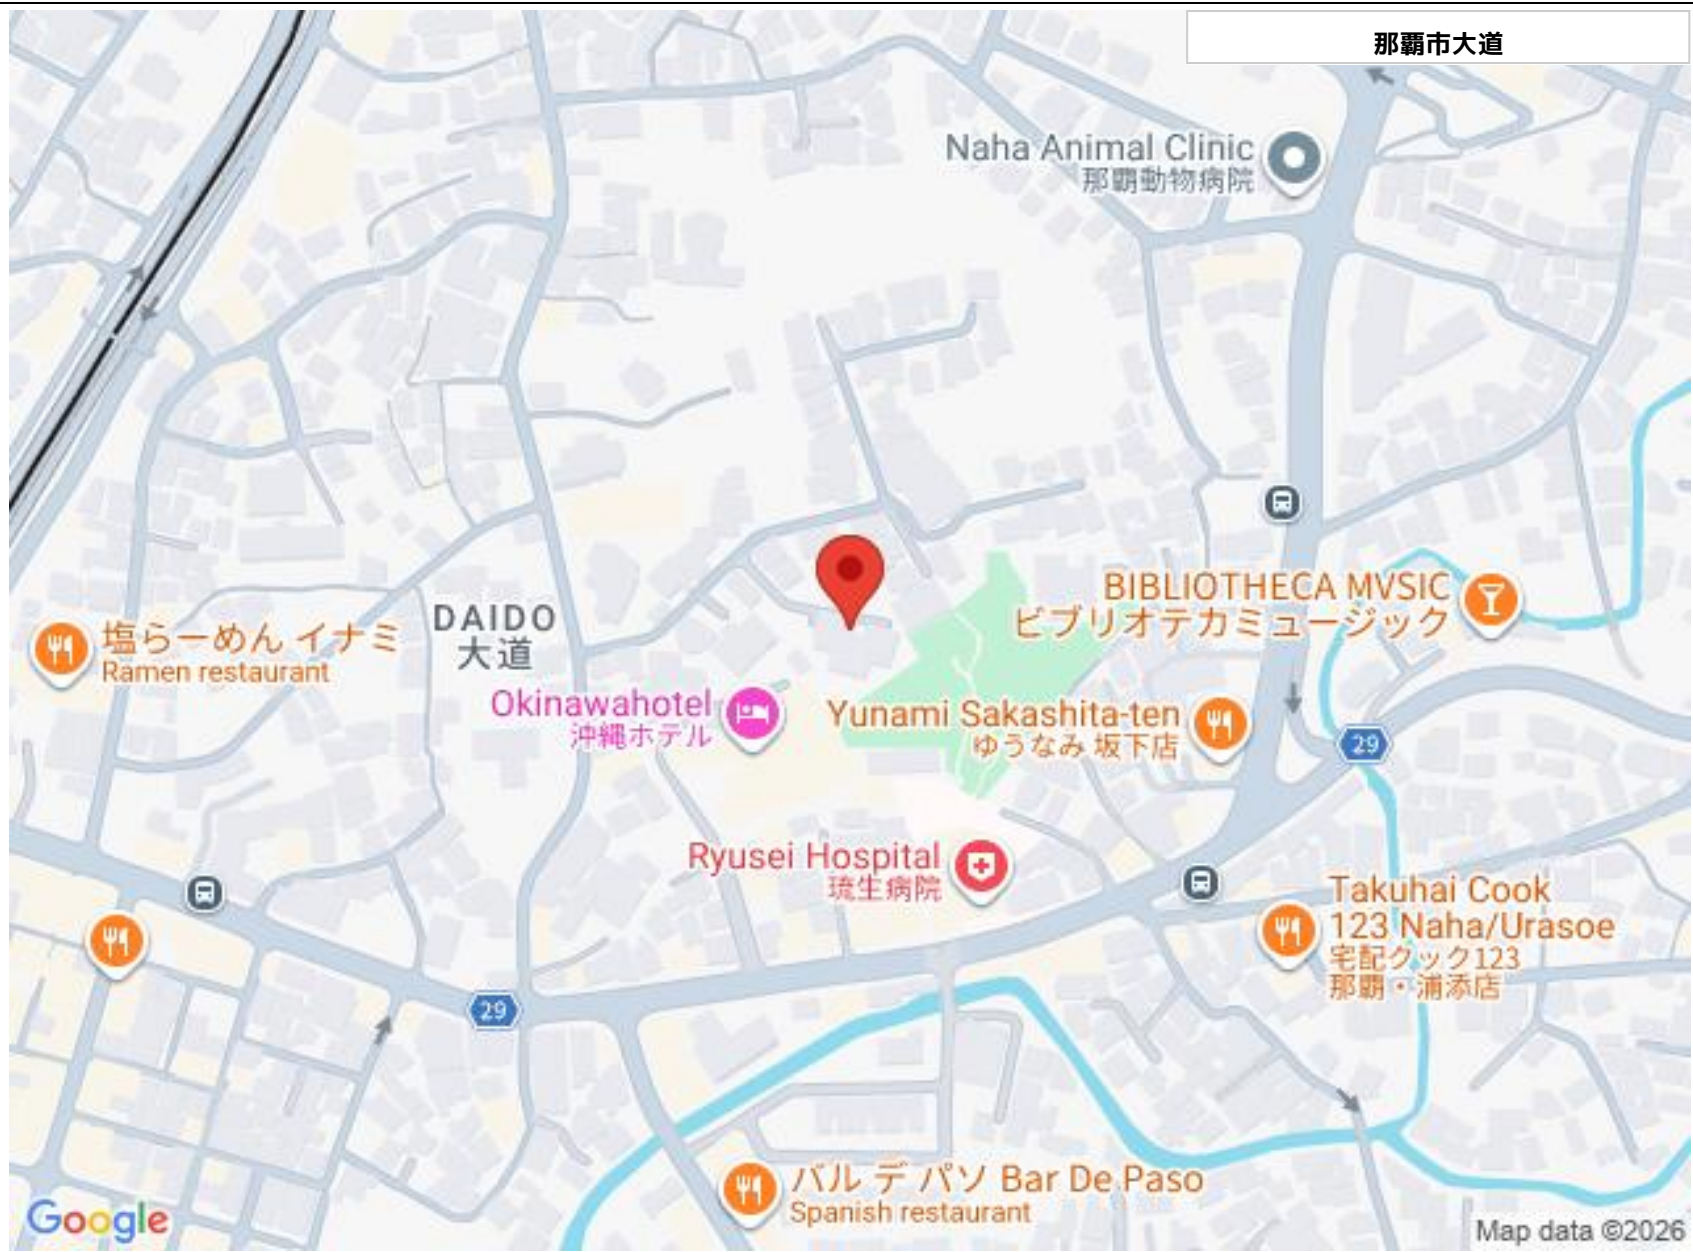 那覇市大道
Naha Animal Clinic
那覇動物病院
BIBLIOTHECA MVSIC
ビブリオテカミュージック
DAIDO
大道
塩らーめん イナミ
Ramen restaurant
Okinawahotel
沖縄ホテル
Yunami Sakashita-ten
ゆうなみ 坂下店
29
Ryusei Hospital
琉生病院
Takuhai Cook
123 Naha/Urasoe
宅配クック123
那覇・浦添店
29
バル デ パソ Bar De Paso
Spanish restaurant
Google
Map data ©2026